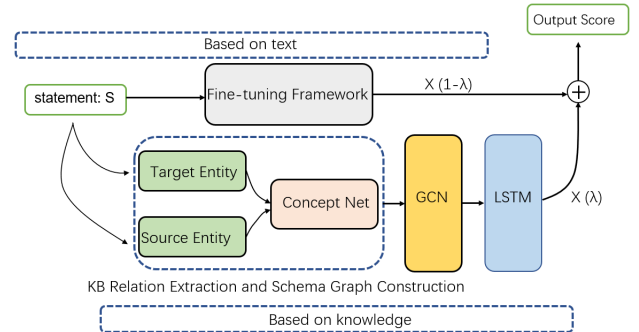 Output Score
Based on text
Fine-tuning Framework
X (1-λ)
+
statement: S
Target Entity
Source Entity
Concept Net
GCN
LSTM
X (λ)
KB Relation Extraction and Schema Graph Construction
Based on knowledge